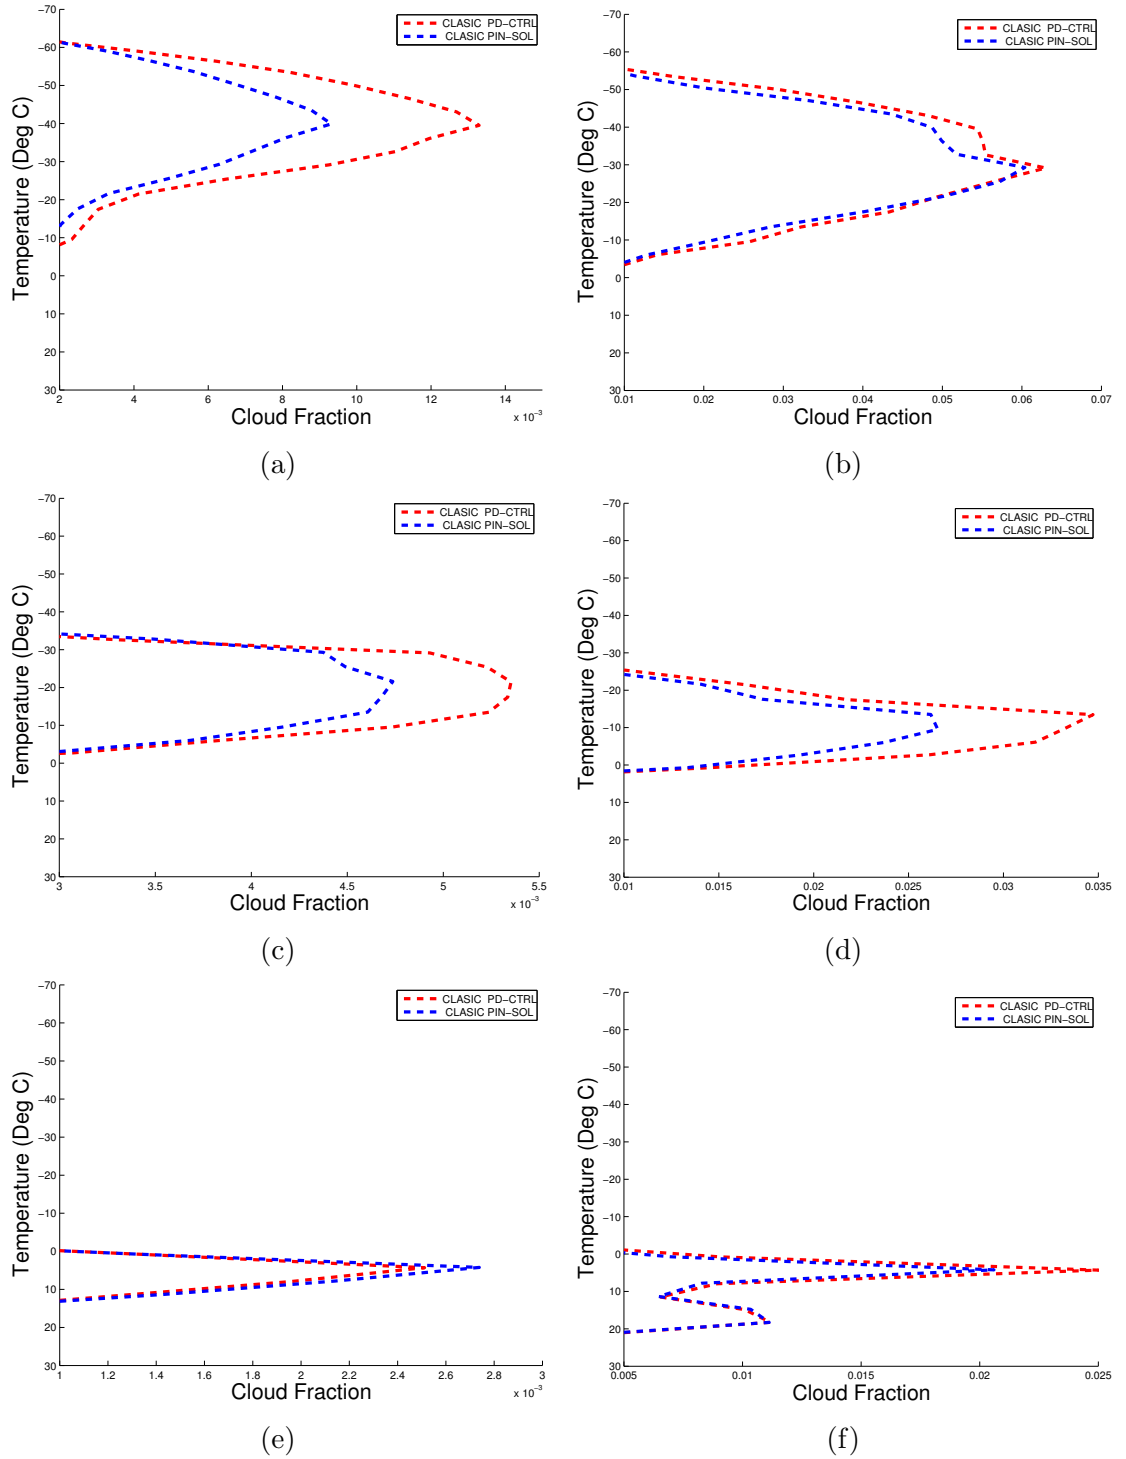 −70
−60
−50
−40
−30
−20
−10
0
10
20
30
Temperature (Deg C)
CLASIC PD−CTRL
CLASIC PIN−SOL
2 4 6 8 10 12 14
x 10⁻³
Cloud Fraction
(a)
−70
−60
−50
−40
−30
−20
−10
0
10
20
30
Temperature (Deg C)
CLASIC PD−CTRL
CLASIC PIN−SOL
0.01 0.02 0.03 0.04 0.05 0.06 0.07
Cloud Fraction
(b)
−70
−60
−50
−40
−30
−20
−10
0
10
20
30
Temperature (Deg C)
CLASIC PD−CTRL
CLASIC PIN−SOL
3 3.5 4 4.5 5 5.5
x 10⁻³
Cloud Fraction
(c)
−70
−60
−50
−40
−30
−20
−10
0
10
20
30
Temperature (Deg C)
CLASIC PD−CTRL
CLASIC PIN−SOL
0.01 0.015 0.02 0.025 0.03 0.035
Cloud Fraction
(d)
−70
−60
−50
−40
−30
−20
−10
0
10
20
30
Temperature (Deg C)
CLASIC PD−CTRL
CLASIC PIN−SOL
1 1.2 1.4 1.6 1.8 2 2.2 2.4 2.6 2.8 3
x 10⁻³
Cloud Fraction
(e)
−70
−60
−50
−40
−30
−20
−10
0
10
20
30
Temperature (Deg C)
CLASIC PD−CTRL
CLASIC PIN−SOL
0.005 0.01 0.015 0.02 0.025
Cloud Fraction
(f)